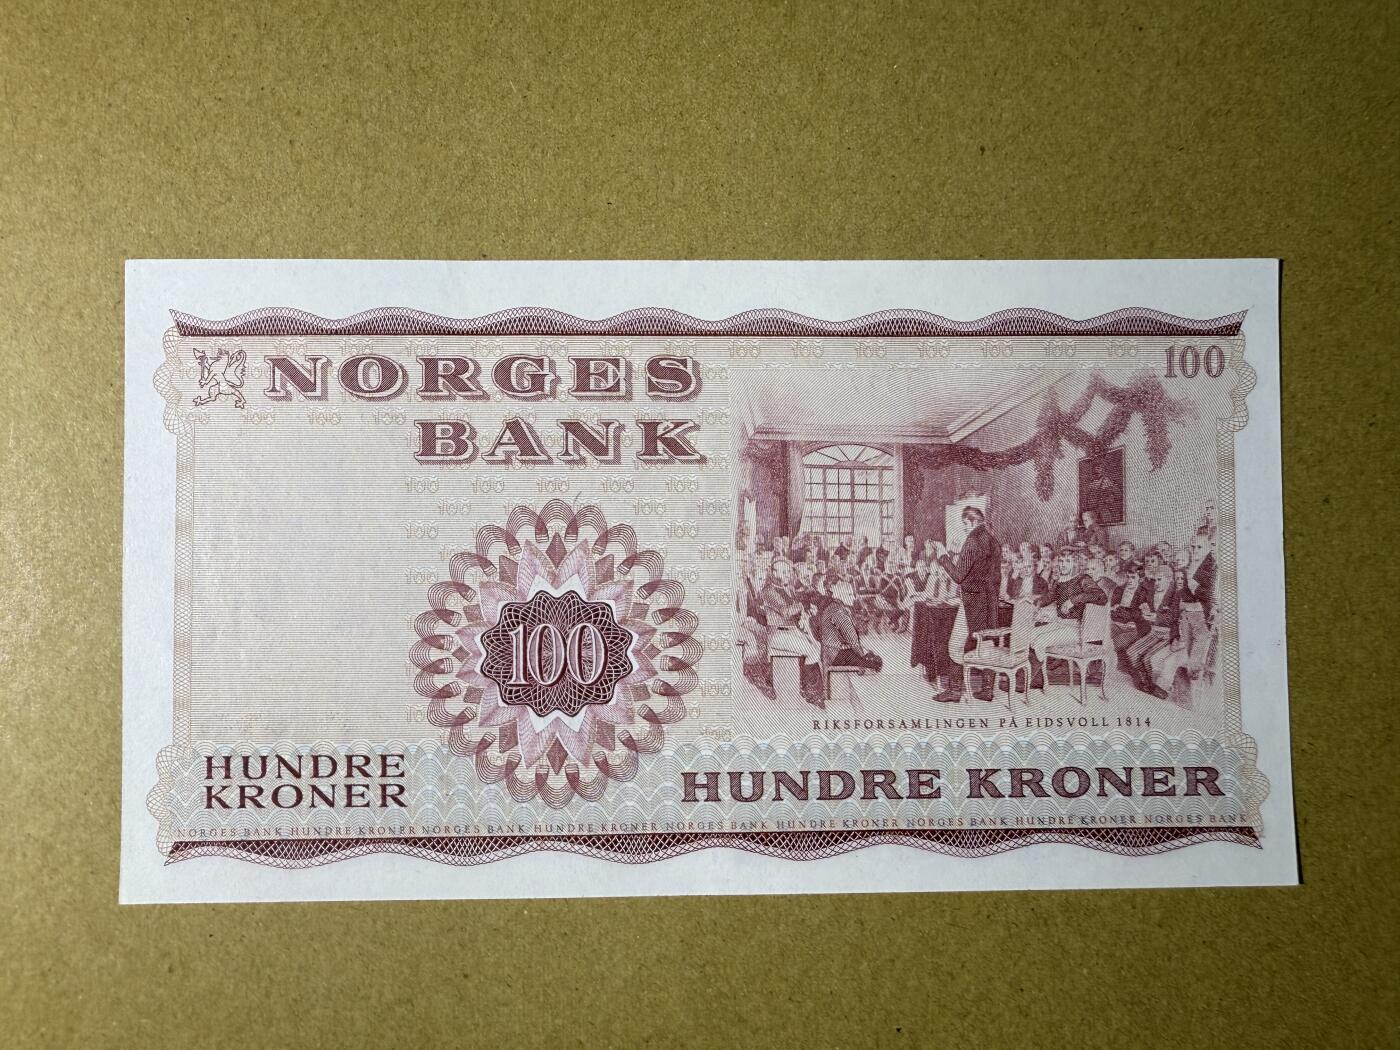 NORGES
BANK
100
100
RIKSFORSAMLINGEN PÅ EIDSVOLL 1814
HUNDRE
KRONER
HUNDRE KRONER
NORGES BANK HUNDRE KRONER NORGES BANK HUNDRE KRONER NORGES BANK HUNDRE KRONER NORGES BANK HUNDRE KRONER NORGES BANK